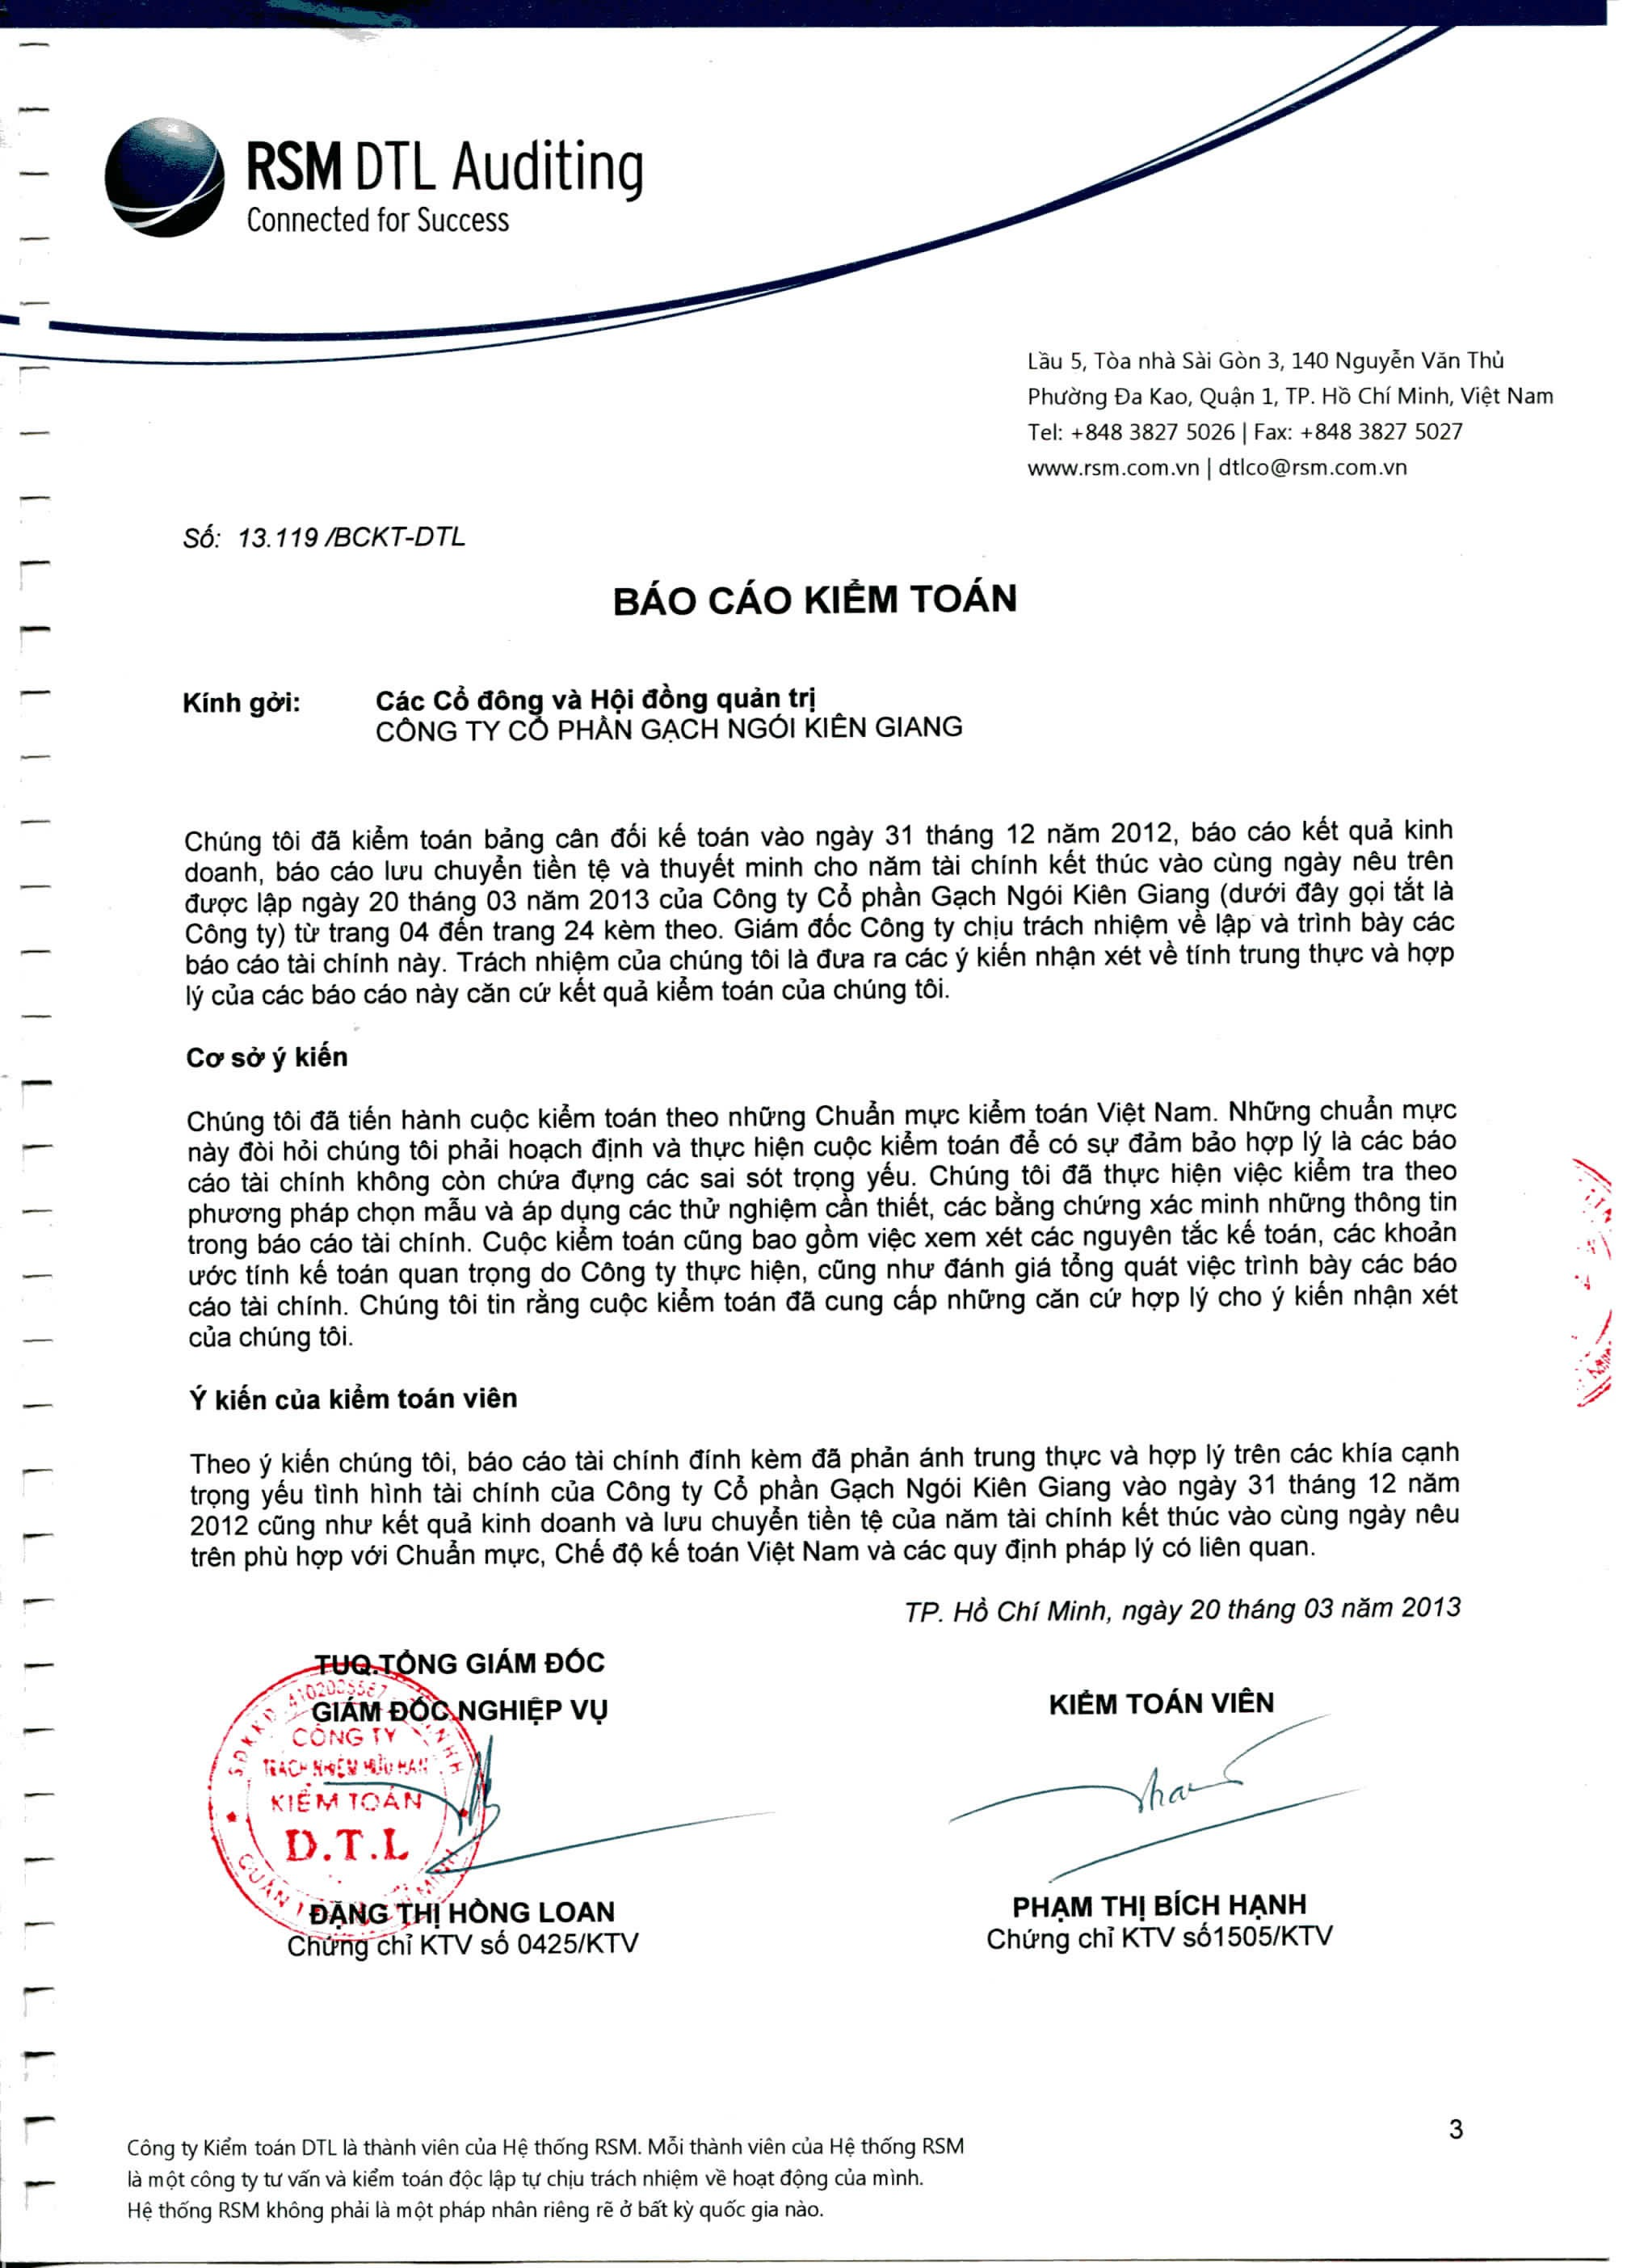 RSM DTL Auditing
Connected for Success
Lầu 5, Tòa nhà Sài Gòn 3, 140 Nguyễn Văn Thủ
Phường Đa Kao, Quận 1, TP. Hồ Chí Minh, Việt Nam
Tel: +848 3827 5026 | Fax: +848 3827 5027
www.rsm.com.vn | dtlco@rsm.com.vn
Số: 13.119 /BCKT-DTL
BÁO CÁO KIỂM TOÁN
Kính gởi: Các Cổ đông và Hội đồng quản trị
CÔNG TY CỔ PHẦN GẠCH NGÓI KIÊN GIANG
Chúng tôi đã kiểm toán bảng cân đối kế toán vào ngày 31 tháng 12 năm 2012, báo cáo kết quả kinh
doanh, báo cáo lưu chuyển tiền tệ và thuyết minh cho năm tài chính kết thúc vào cùng ngày nêu trên
được lập ngày 20 tháng 03 năm 2013 của Công ty Cổ phần Gạch Ngói Kiên Giang (dưới đây gọi tắt là
Công ty) từ trang 04 đến trang 24 kèm theo. Giám đốc Công ty chịu trách nhiệm về lập và trình bày các
báo cáo tài chính này. Trách nhiệm của chúng tôi là đưa ra các ý kiến nhận xét về tính trung thực và hợp
lý của các báo cáo này căn cứ kết quả kiểm toán của chúng tôi.
Cơ sở ý kiến
Chúng tôi đã tiến hành cuộc kiểm toán theo những Chuẩn mực kiểm toán Việt Nam. Những chuẩn mực
này đòi hỏi chúng tôi phải hoạch định và thực hiện cuộc kiểm toán để có sự đảm bảo hợp lý là các báo
cáo tài chính không còn chứa đựng các sai sót trọng yếu. Chúng tôi đã thực hiện việc kiểm tra theo
phương pháp chọn mẫu và áp dụng các thử nghiệm cần thiết, các bằng chứng xác minh những thông tin
trong báo cáo tài chính. Cuộc kiểm toán cũng bao gồm việc xem xét các nguyên tắc kế toán, các khoản
ước tính kế toán quan trọng do Công ty thực hiện, cũng như đánh giá tổng quát việc trình bày các báo
cáo tài chính. Chúng tôi tin rằng cuộc kiểm toán đã cung cấp những căn cứ hợp lý cho ý kiến nhận xét
của chúng tôi.
Ý kiến của kiểm toán viên
Theo ý kiến chúng tôi, báo cáo tài chính đính kèm đã phản ánh trung thực và hợp lý trên các khía cạnh
trọng yếu tình hình tài chính của Công ty Cổ phần Gạch Ngói Kiên Giang vào ngày 31 tháng 12 năm
2012 cũng như kết quả kinh doanh và lưu chuyển tiền tệ của năm tài chính kết thúc vào cùng ngày nêu
trên phù hợp với Chuẩn mực, Chế độ kế toán Việt Nam và các quy định pháp lý có liên quan.
TP. Hồ Chí Minh, ngày 20 tháng 03 năm 2013
TUQ.TỔNG GIÁM ĐỐC
GIÁM ĐỐC NGHIỆP VỤ
KIỂM TOÁN VIÊN
CÔNG TY
TRÁCH NHIỆM HỮU HẠN
KIỂM TOÁN
D.T.L
ĐẶNG THỊ HỒNG LOAN
Chứng chỉ KTV số 0425/KTV
PHẠM THỊ BÍCH HẠNH
Chứng chỉ KTV số1505/KTV
3
Công ty Kiểm toán DTL là thành viên của Hệ thống RSM. Mỗi thành viên của Hệ thống RSM
là một công ty tư vấn và kiểm toán độc lập tự chịu trách nhiệm về hoạt động của mình.
Hệ thống RSM không phải là một pháp nhân riêng rẽ ở bất kỳ quốc gia nào.